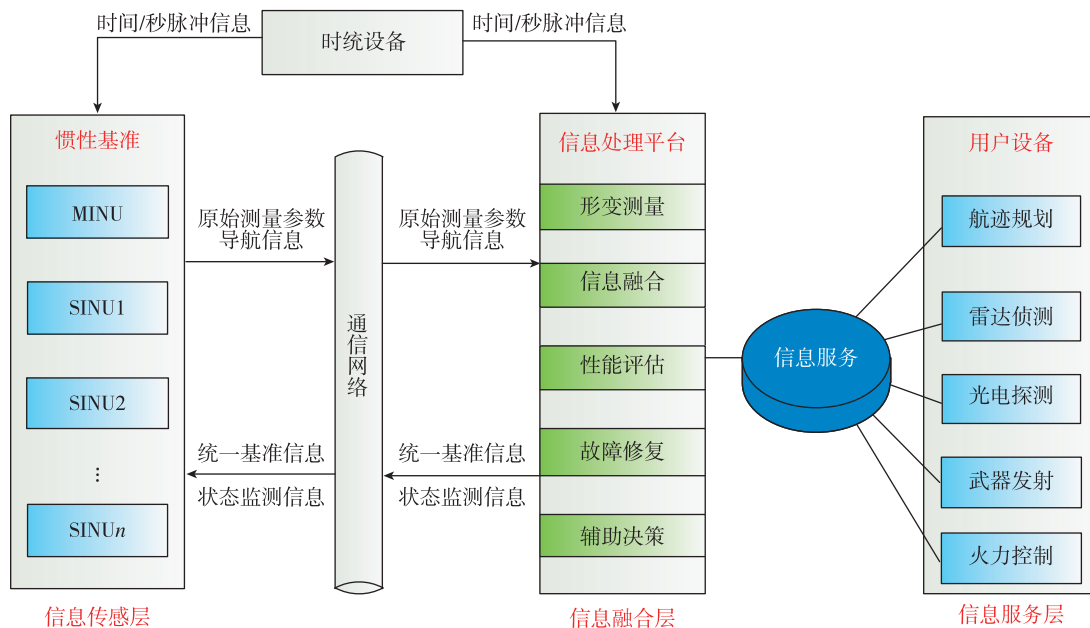 时间/秒脉冲信息
时统设备
时间/秒脉冲信息
惯性基准
MINU
SINU1
SINU2
⋮
SINUn
信息传感层
原始测量参数
导航信息
统一基准信息
状态监测信息
通信网络
原始测量参数
导航信息
统一基准信息
状态监测信息
信息处理平台
形变测量
信息融合
性能评估
故障修复
辅助决策
信息融合层
信息服务
用户设备
航迹规划
雷达侦测
光电探测
武器发射
火力控制
信息服务层